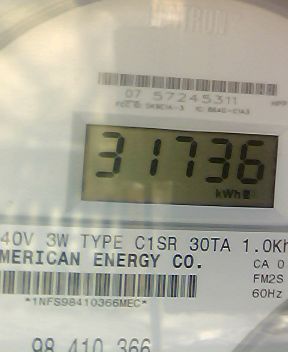 07 57245311
31736
kWh
40V 3W TYPE C1SR 30TA 1.0Kh
MERICAN ENERGY CO.
CA 0
FM2S
60Hz
*1NFS98410366MEC*
98 410 366